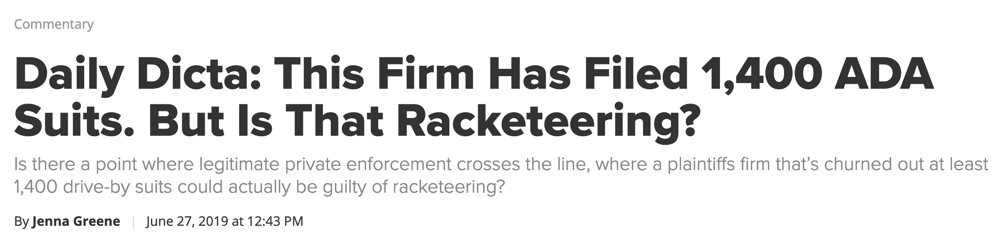 Commentary
Daily Dicta: This Firm Has Filed 1,400 ADA
Suits. But Is That Racketeering?
Is there a point where legitimate private enforcement crosses the line, where a plaintiffs firm that’s churned out at least
1,400 drive-by suits could actually be guilty of racketeering?
By Jenna Greene | June 27, 2019 at 12:43 PM